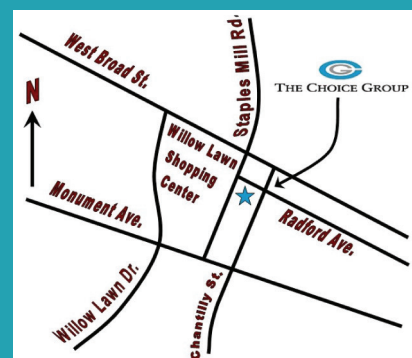 West Broad St.
Staples Mill Rd.
THE CHOICE GROUP
N
Willow Lawn
Shopping
Center
Monument Ave.
Radford Ave.
Willow Lawn Dr.
Chantilly St.